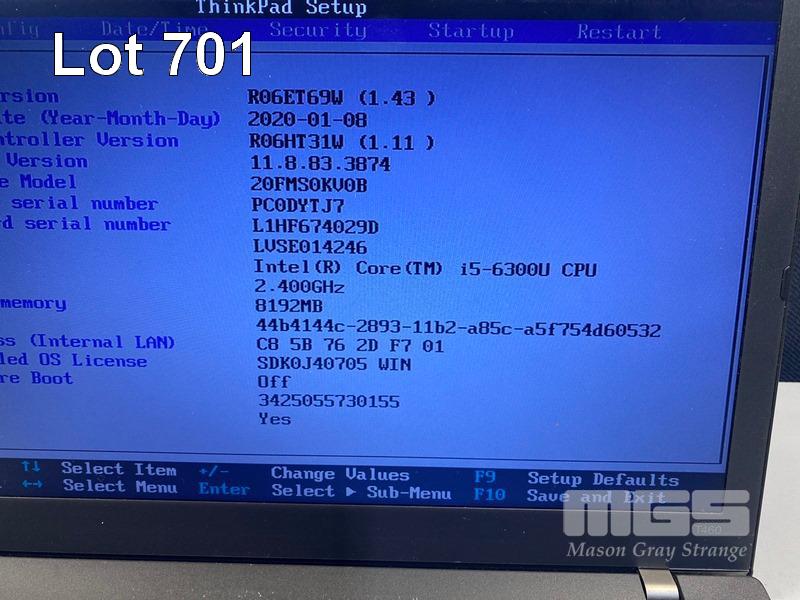 ThinkPad Setup
Date/Time Security Startup Restart
Lot 701
rsion R06ET69W (1.43 )
te (Year-Month-Day) 2020-01-08
ntroller Version R06HT31W (1.11 )
Version 11.8.83.3874
e Model 20FMS0KV0B
serial number PC0DYTJ7
rd serial number L1HF674029D
LVSE014246
Intel(R) Core(TM) i5-6300U CPU
2.400GHz
memory 8192MB
44b4144c-2893-11b2-a85c-a5f754d60532
ss (Internal LAN) C8 5B 76 2D F7 01
led OS License SDK0J40705 WIN
re Boot Off
3425055730155
Yes
↑↓ Select Item +/- Change Values F9 Setup Defaults
↔ Select Menu Enter Select ▶ Sub-Menu F10 Save and Exit
MGS
T460
Mason Gray Strange